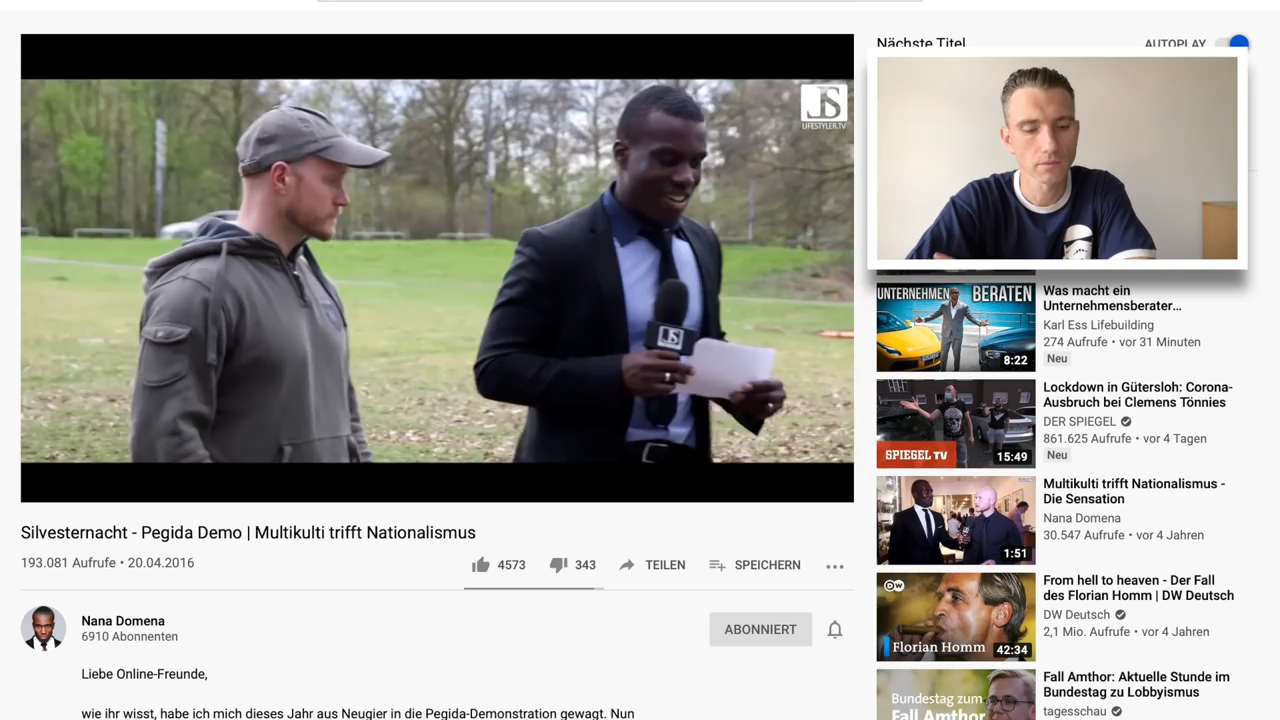 JS
LIFESTYLER.TV
JS
Silvesternacht - Pegida Demo | Multikulti trifft Nationalismus
193.081 Aufrufe • 20.04.2016
4573
343
TEILEN
SPEICHERN
Nana Domena
6910 Abonnenten
ABONNIERT
Liebe Online-Freunde,
wie ihr wisst, habe ich mich dieses Jahr aus Neugier in die Pegida-Demonstration gewagt. Nun
Nächste Titel
AUTOPLAY
UNTERNEHMEN BERATEN
8:22
Was macht ein
Unternehmensberater…
Karl Ess Lifebuilding
274 Aufrufe • vor 31 Minuten
Neu
SPIEGEL TV
15:49
Lockdown in Gütersloh: Corona-
Ausbruch bei Clemens Tönnies
DER SPIEGEL
861.625 Aufrufe • vor 4 Tagen
Neu
1:51
Multikulti trifft Nationalismus -
Die Sensation
Nana Domena
30.547 Aufrufe • vor 4 Jahren
DW
Florian Homm
42:34
From hell to heaven - Der Fall
des Florian Homm | DW Deutsch
DW Deutsch
2,1 Mio. Aufrufe • vor 4 Jahren
Bundestag zum
Fall Amthor
Fall Amthor: Aktuelle Stunde im
Bundestag zu Lobbyismus
tagesschau